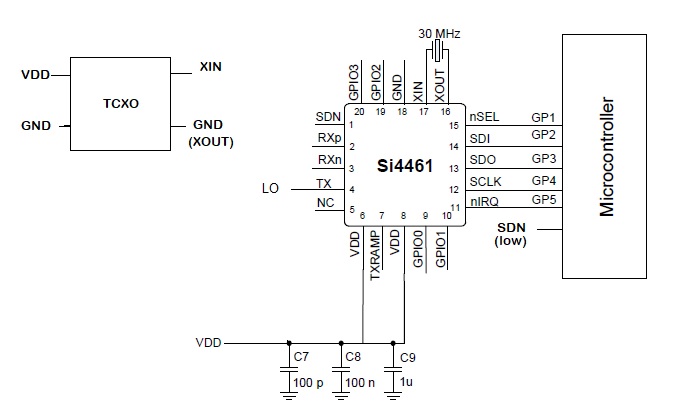 30 MHz
VDD
XIN
TCXO
GND
GND
(XOUT)
GPIO3
GPIO2
GND
XIN
XOUT
20
19
18
17
16
SDN
1
15
nSEL
GP1
RXp
2
14
SDI
GP2
RXn
3
Si4461
13
SDO
GP3
LO
TX
4
12
SCLK
GP4
NC
5
11
nIRQ
GP5
6
7
8
9
10
VDD
TXRAMP
VDD
GPIO0
GPIO1
SDN
(low)
Microcontroller
VDD
C7
100 p
C8
100 n
C9
1u